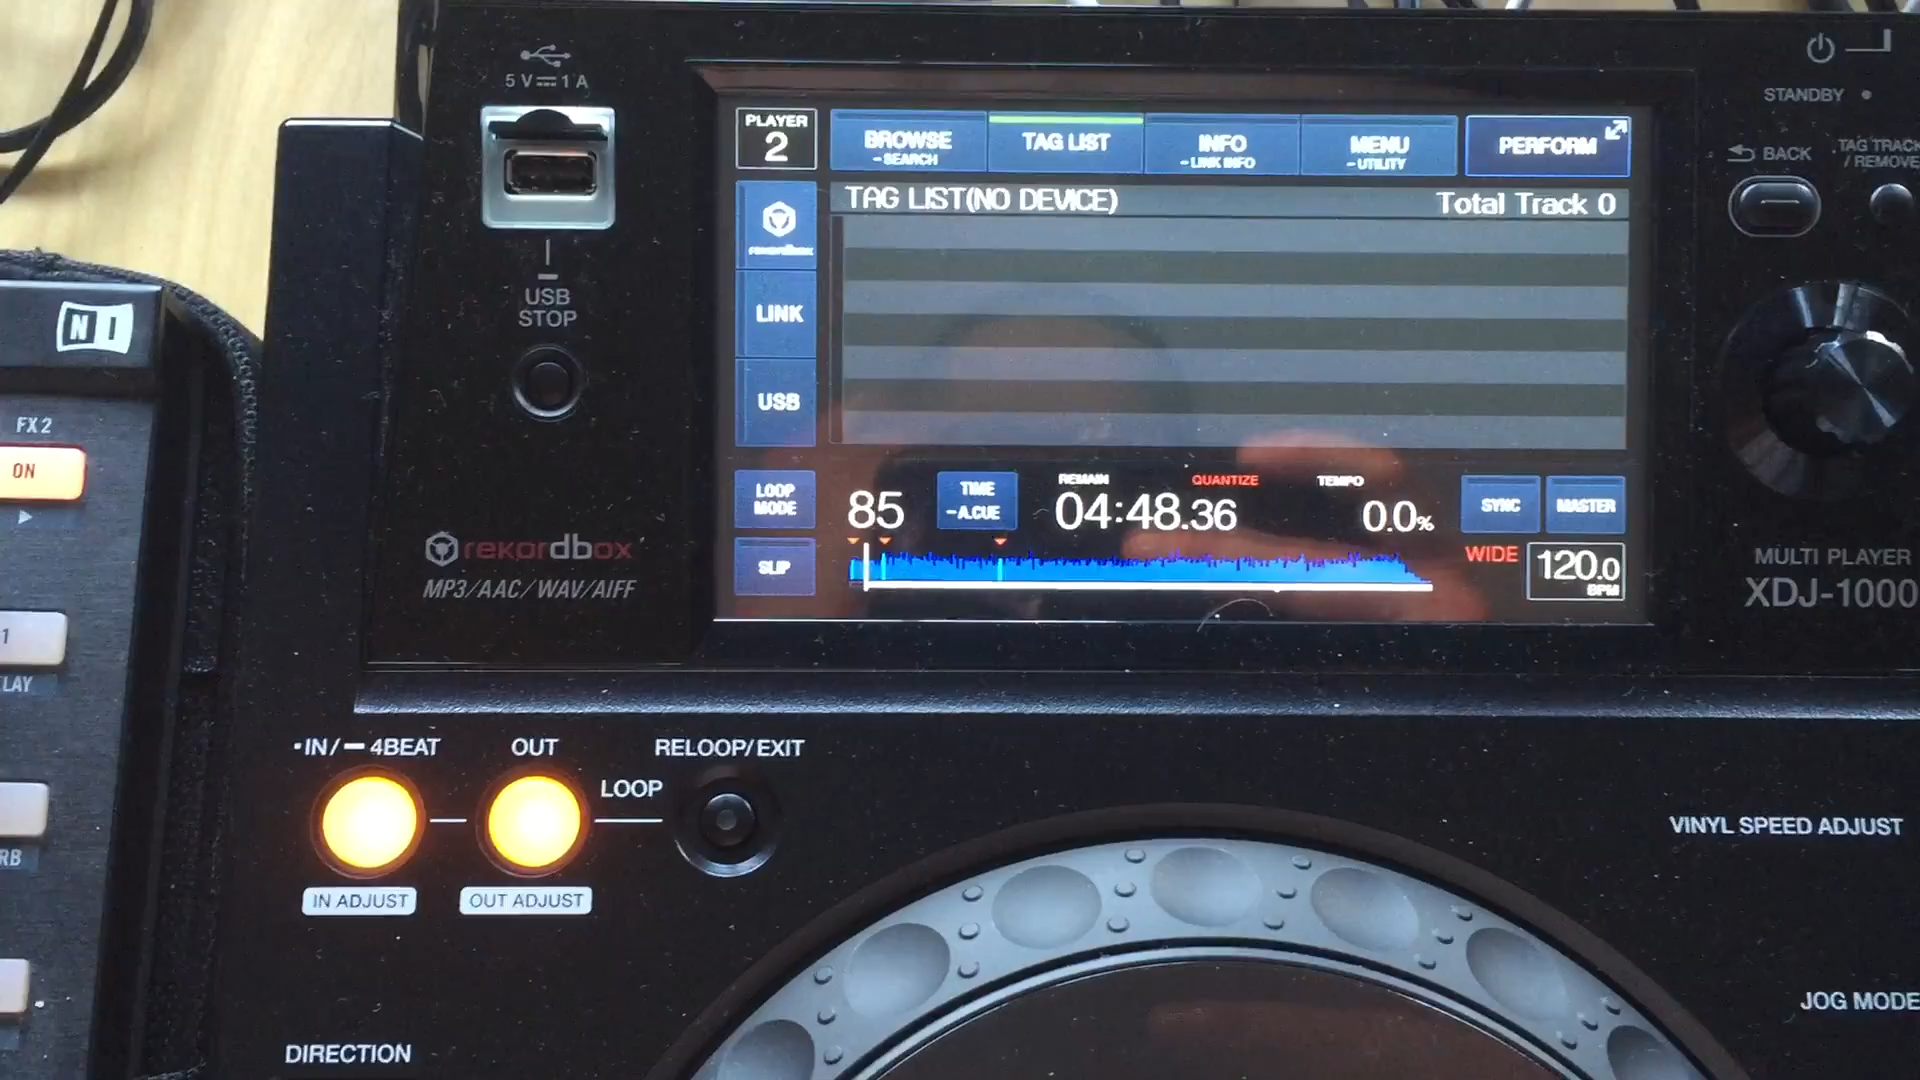 5 V 1 A
USB
STOP
rekordbox
MP3/AAC/WAV/AIFF
PLAYER
2
BROWSE
-SEARCH
TAG LIST
INFO
-LINK INFO
MENU
-UTILITY
PERFORM
TAG LIST(NO DEVICE)
Total Track 0
rekordbox
LINK
USB
LOOP
MODE
SLIP
85
TIME
-A.CUE
REMAIN
04:48.36
QUANTIZE
TEMPO
0.0%
SYNC
MASTER
WIDE
120.0
BPM
STANDBY
BACK
TAG TRACK
/ REMOVE
MULTI PLAYER
XDJ-1000
NI
FX 2
ON
1
IN/ 4BEAT
OUT
RELOOP/EXIT
LOOP
IN ADJUST
OUT ADJUST
DIRECTION
VINYL SPEED ADJUST
JOG MODE